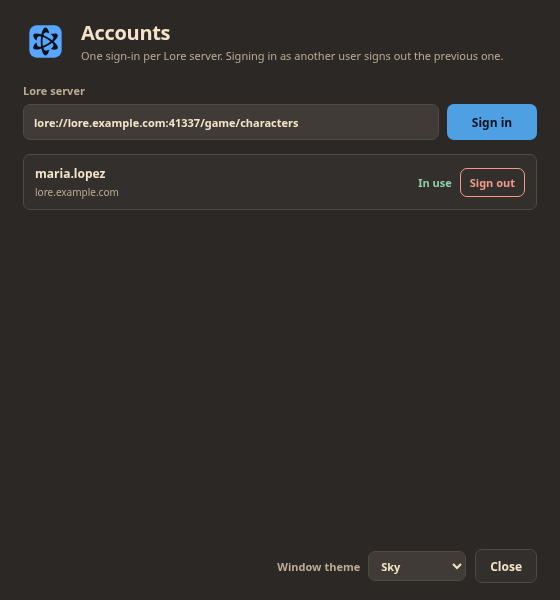 Accounts
One sign-in per Lore server. Signing in as another user signs out the previous one.
Lore server
lore://lore.example.com:41337/game/characters
Sign in
maria.lopez
lore.example.com
In use
Sign out
Window theme
Sky
Close